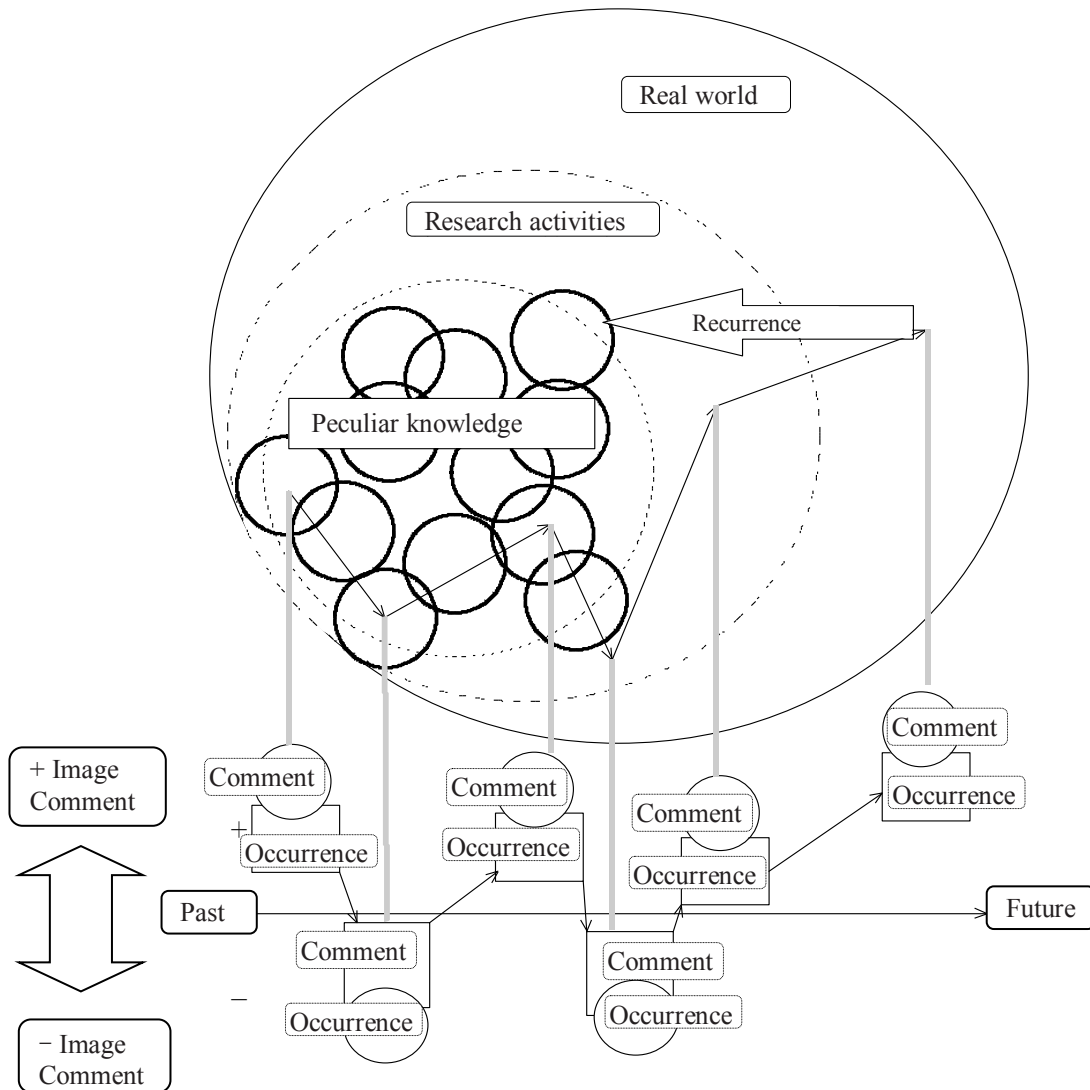 Real world
Research activities
Recurrence
Peculiar knowledge
+ Image
Comment
Comment
+
Occurrence
Comment
Occurrence
Comment
Occurrence
Comment
Occurrence
Past
Future
Comment
Occurrence
Comment
Occurrence
−
− Image
Comment